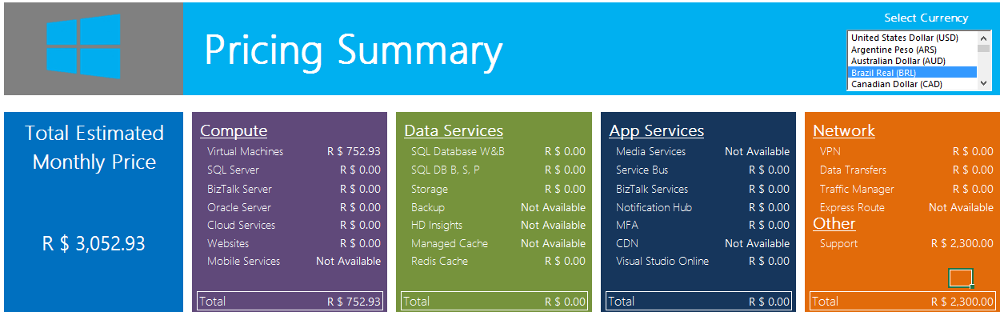 Pricing Summary
Select Currency
United States Dollar (USD)
Argentine Peso (ARS)
Australian Dollar (AUD)
Brazil Real (BRL)
Canadian Dollar (CAD)
Total Estimated
Monthly Price
R $ 3,052.93
Compute
Virtual Machines R $ 752.93
SQL Server R $ 0.00
BizTalk Server R $ 0.00
Oracle Server R $ 0.00
Cloud Services R $ 0.00
Websites R $ 0.00
Mobile Services Not Available
Total R $ 752.93
Data Services
SQL Database W&B R $ 0.00
SQL DB B, S, P R $ 0.00
Storage R $ 0.00
Backup Not Available
HD Insights Not Available
Managed Cache Not Available
Redis Cache R $ 0.00
Total R $ 0.00
App Services
Media Services Not Available
Service Bus R $ 0.00
BizTalk Services R $ 0.00
Notification Hub R $ 0.00
MFA R $ 0.00
CDN Not Available
Visual Studio Online R $ 0.00
Total R $ 0.00
Network
VPN R $ 0.00
Data Transfers R $ 0.00
Traffic Manager R $ 0.00
Express Route Not Available
Other
Support R $ 2,300.00
Total R $ 2,300.00